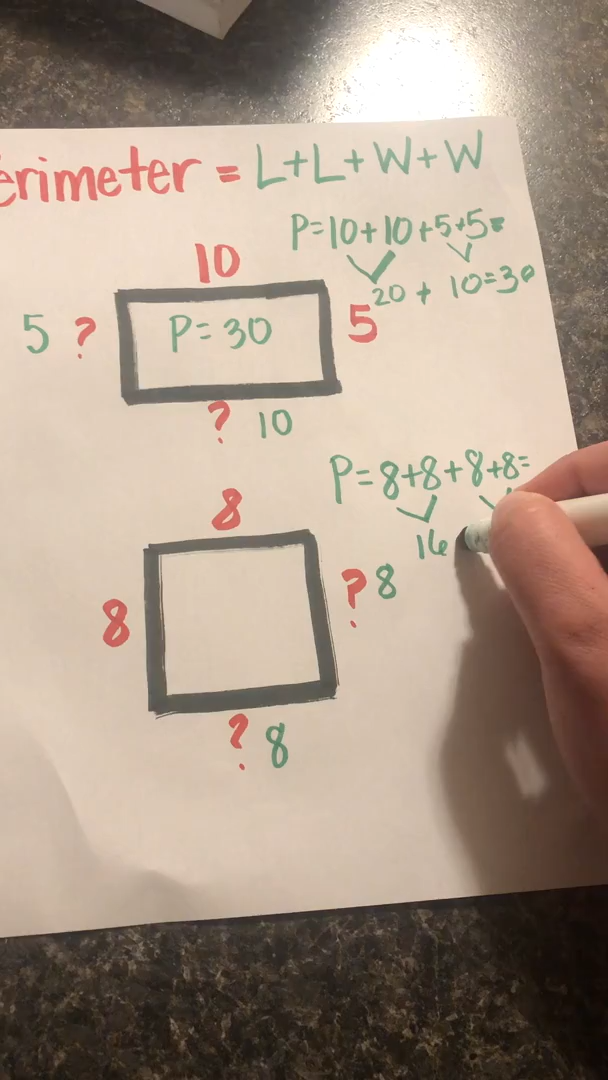 erimeter = L+L+W+W
P=10+10+5+5=
20 + 10=30
10
5 ? P=30 5
? 10
P=8+8+8+8=
16
8
8 ? 8
? 8